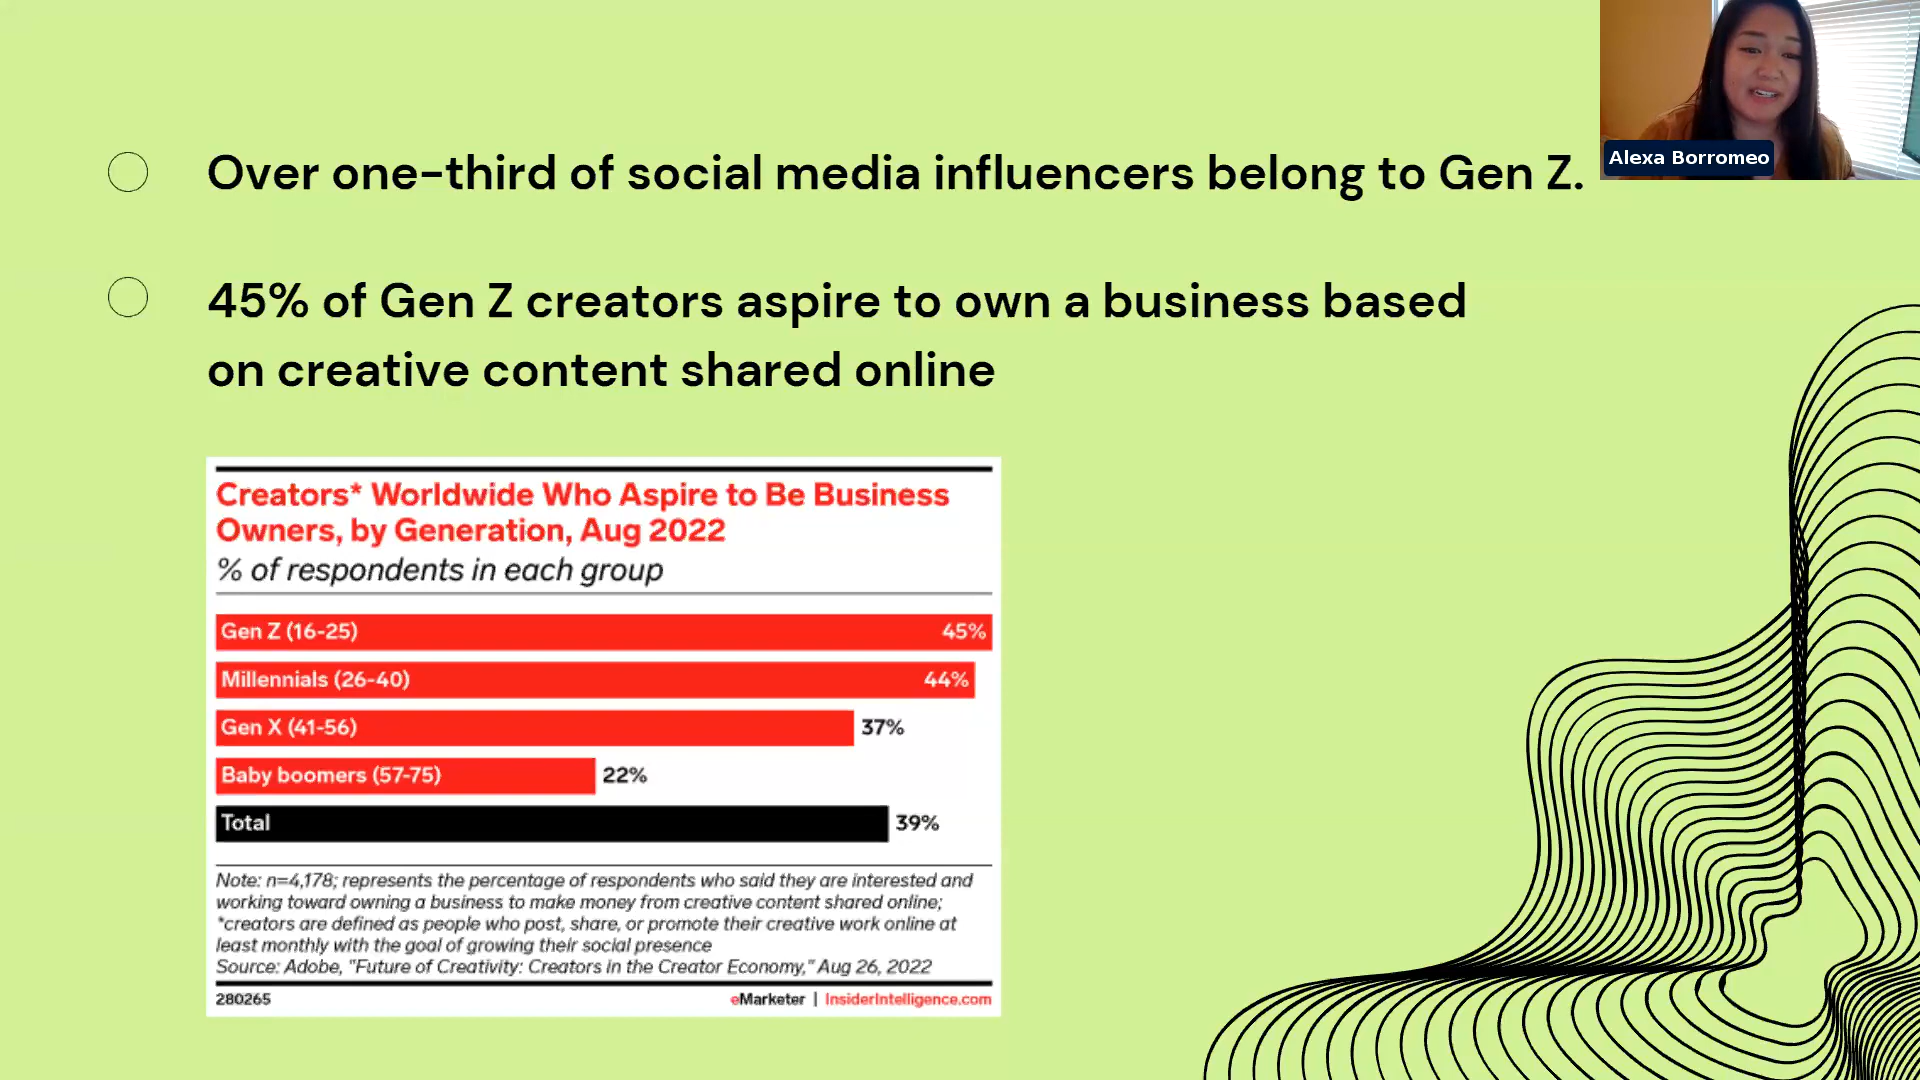 Over one-third of social media influencers belong to Gen Z.
Alexa Borromeo
45% of Gen Z creators aspire to own a business based
on creative content shared online
Creators* Worldwide Who Aspire to Be Business
Owners, by Generation, Aug 2022
% of respondents in each group
Gen Z (16-25) 45%
Millennials (26-40) 44%
Gen X (41-56) 37%
Baby boomers (57-75) 22%
Total 39%
Note: n=4,178; represents the percentage of respondents who said they are interested and
working toward owning a business to make money from creative content shared online;
*creators are defined as people who post, share, or promote their creative work online at
least monthly with the goal of growing their social presence
Source: Adobe, "Future of Creativity: Creators in the Creator Economy," Aug 26, 2022
280265 eMarketer | InsiderIntelligence.com